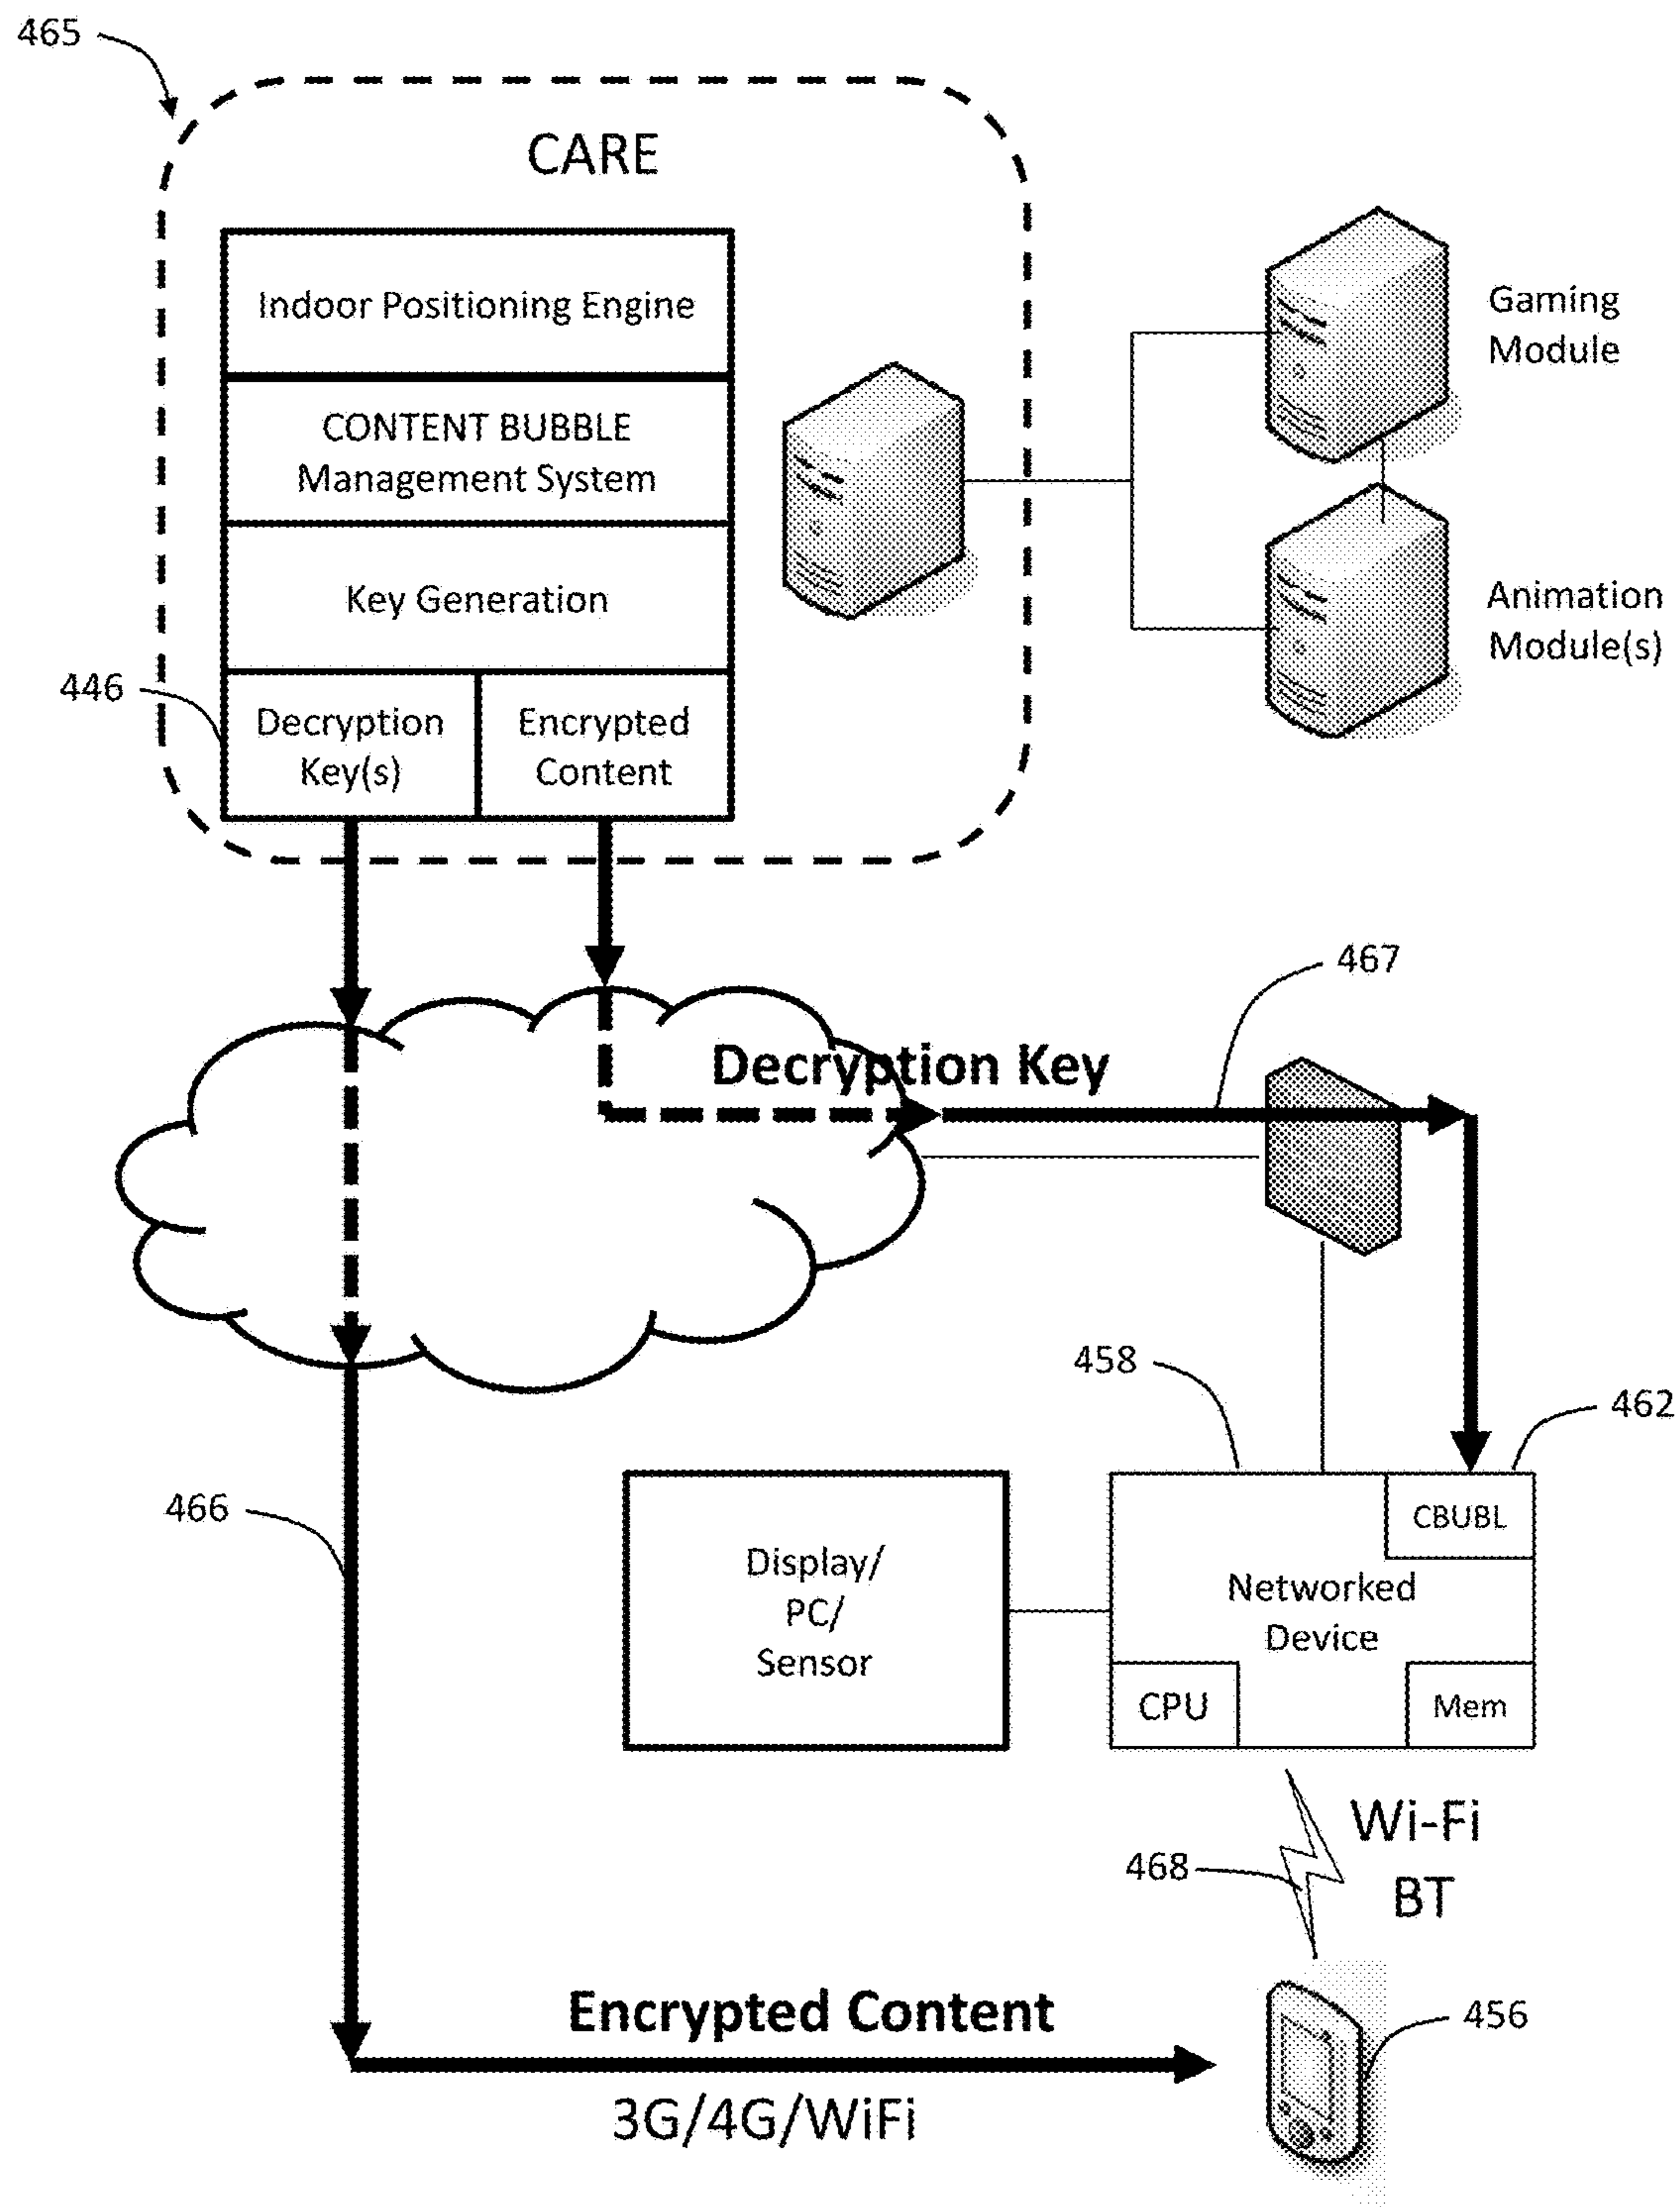 465
CARE
Indoor Positioning Engine
CONTENT BUBBLE
Management System
Key Generation
446
Decryption
Key(s)
Encrypted
Content
Gaming
Module
Animation
Module(s)
467
Decryption Key
458
462
CBUBL
Networked
Device
CPU
Mem
Display/
PC/
Sensor
466
Wi-Fi
BT
468
Encrypted Content
3G/4G/WiFi
456